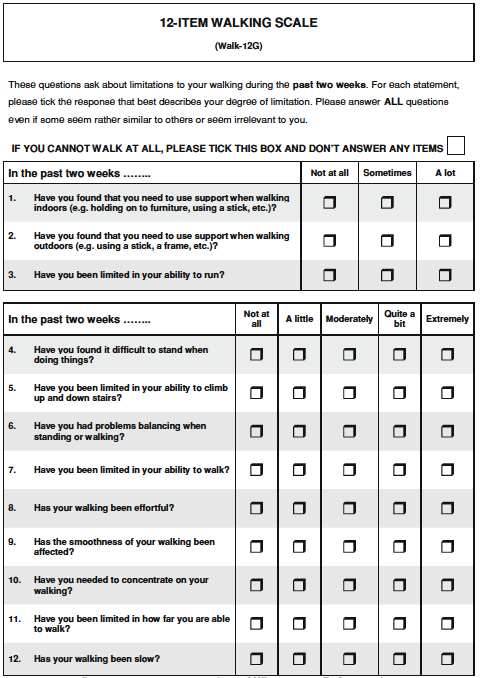 12-ITEM WALKING SCALE
(Walk-12G)
These questions ask about limitations to your walking during the past two weeks. For each statement,
please tick the response that best describes your degree of limitation. Please answer ALL questions
even if some seem rather similar to others or seem irrelevant to you.
IF YOU CANNOT WALK AT ALL, PLEASE TICK THIS BOX AND DON'T ANSWER ANY ITEMS
In the past two weeks ........ Not at all Sometimes A lot
1. Have you found that you need to use support when walking
indoors (e.g. holding on to furniture, using a stick, etc.)?
2. Have you found that you need to use support when walking
outdoors (e.g. using a stick, a frame, etc.)?
3. Have you been limited in your ability to run?
In the past two weeks ........ Not at all A little Moderately Quite a bit Extremely
4. Have you found it difficult to stand when
doing things?
5. Have you been limited in your ability to climb
up and down stairs?
6. Have you had problems balancing when
standing or walking?
7. Have you been limited in your ability to walk?
8. Has your walking been effortful?
9. Has the smoothness of your walking been
affected?
10. Have you needed to concentrate on your
walking?
11. Have you been limited in how far you are able
to walk?
12. Has your walking been slow?